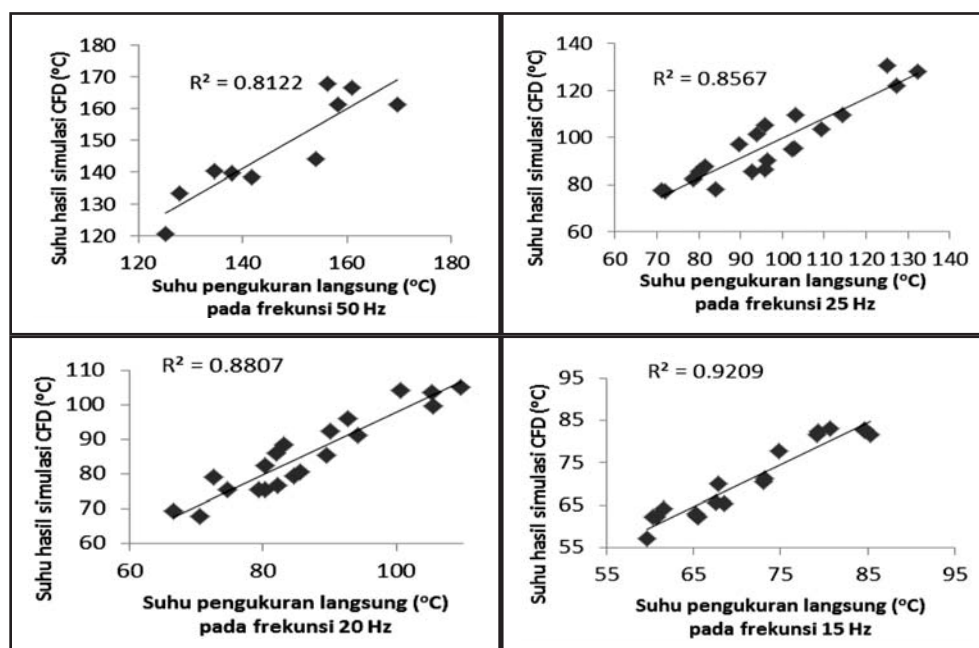 R² = 0.8122
Suhu hasil simulasi CFD (°C)
180
170
160
150
140
130
120
120 140 160 180
Suhu pengukuran langsung (°C)
pada frekunsi 50 Hz
R² = 0.8567
Suhu hasil simulasi CFD (°C)
140
120
100
80
60
60 70 80 90 100 110 120 130 140
Suhu pengukuran langsung (°C)
pada frekunsi 25 Hz
R² = 0.8807
Suhu hasil simulasi CFD (°C)
110
100
90
80
70
60
60 80 100
Suhu pengukuran langsung (°C)
pada frekunsi 20 Hz
R² = 0.9209
Suhu hasil simulasi CFD (°C)
95
85
75
65
55
55 65 75 85 95
Suhu pengukuran langsung (°C)
pada frekunsi 15 Hz